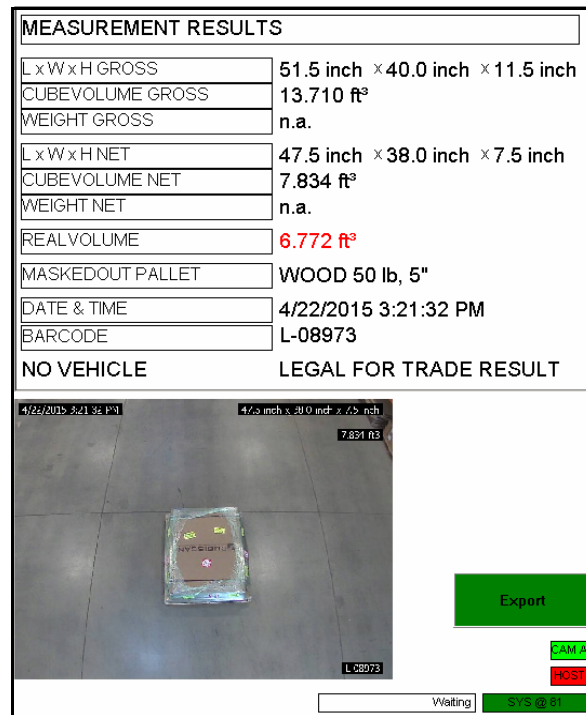 MEASUREMENT RESULTS
L x W x H GROSS 51.5 inch × 40.0 inch × 11.5 inch
CUBEVOLUME GROSS 13.710 ft³
WEIGHT GROSS n.a.
L x W x H NET 47.5 inch × 38.0 inch × 7.5 inch
CUBEVOLUME NET 7.834 ft³
WEIGHT NET n.a.
REALVOLUME 6.772 ft³
MASKEDOUT PALLET WOOD 50 lb, 5"
DATE & TIME 4/22/2015 3:21:32 PM
BARCODE L-08973
NO VEHICLE LEGAL FOR TRADE RESULT
4/22/2015 3:21:32 PM 47.5 inch x 38.0 inch x 7.5 inch
7.834 ft3
L-08973
Export
CAM A
HOST
Waiting SYS @ 81